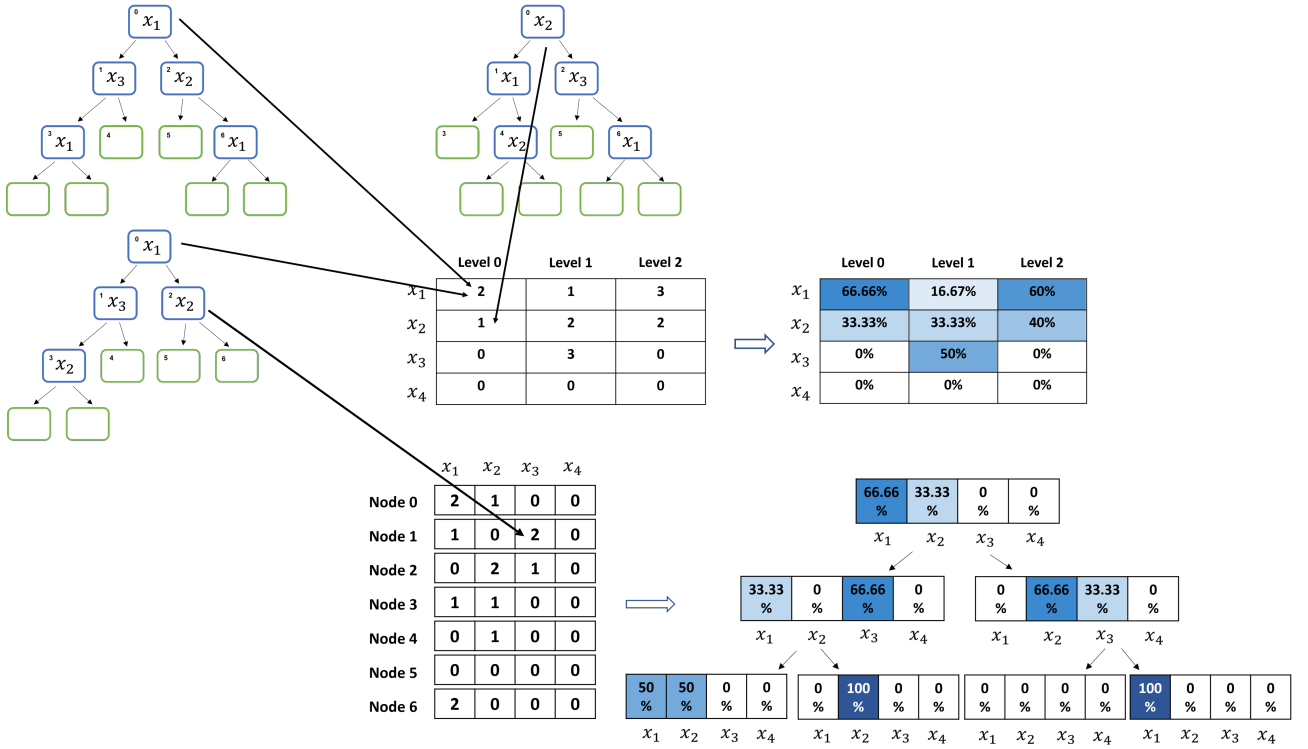 0 x₁
0 x₂
1 x₃
2 x₂
1 x₁
2 x₃
3 x₁
4
5
6 x₁
3
4 x₂
5
6 x₁
0 x₁
1 x₃
2 x₂
3 x₂
4
5
6
Level 0 Level 1 Level 2
x₁ 2 1 3
x₂ 1 2 2
x₃ 0 3 0
x₄ 0 0 0
Level 0 Level 1 Level 2
x₁ 66.66% 16.67% 60%
x₂ 33.33% 33.33% 40%
x₃ 0% 50% 0%
x₄ 0% 0% 0%
x₁ x₂ x₃ x₄
Node 0 2 1 0 0
Node 1 1 0 2 0
Node 2 0 2 1 0
Node 3 1 1 0 0
Node 4 0 1 0 0
Node 5 0 0 0 0
Node 6 2 0 0 0
66.66 33.33 0 0
% % % %
x₁ x₂ x₃ x₄
33.33 0 66.66 0
% % % %
x₁ x₂ x₃ x₄
0 66.66 33.33 0
% % % %
x₁ x₂ x₃ x₄
50 50 0 0
% % % %
x₁ x₂ x₃ x₄
0 100 0 0
% % % %
x₁ x₂ x₃ x₄
0 0 0 0
% % % %
x₁ x₂ x₃ x₄
100 0 0 0
% % % %
x₁ x₂ x₃ x₄